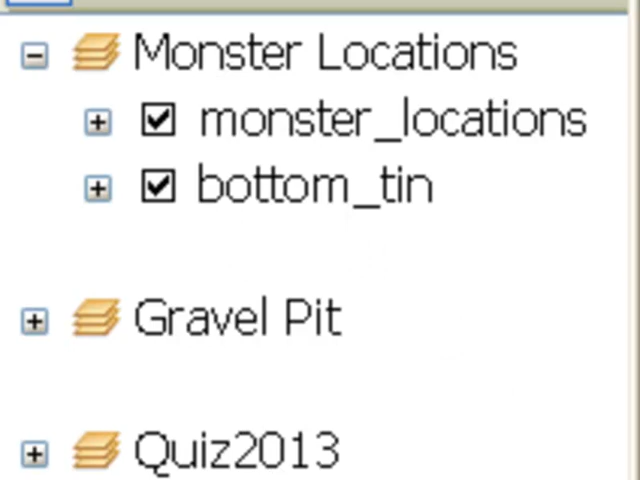 Monster Locations
monster_locations
bottom_tin
Gravel Pit
Quiz2013